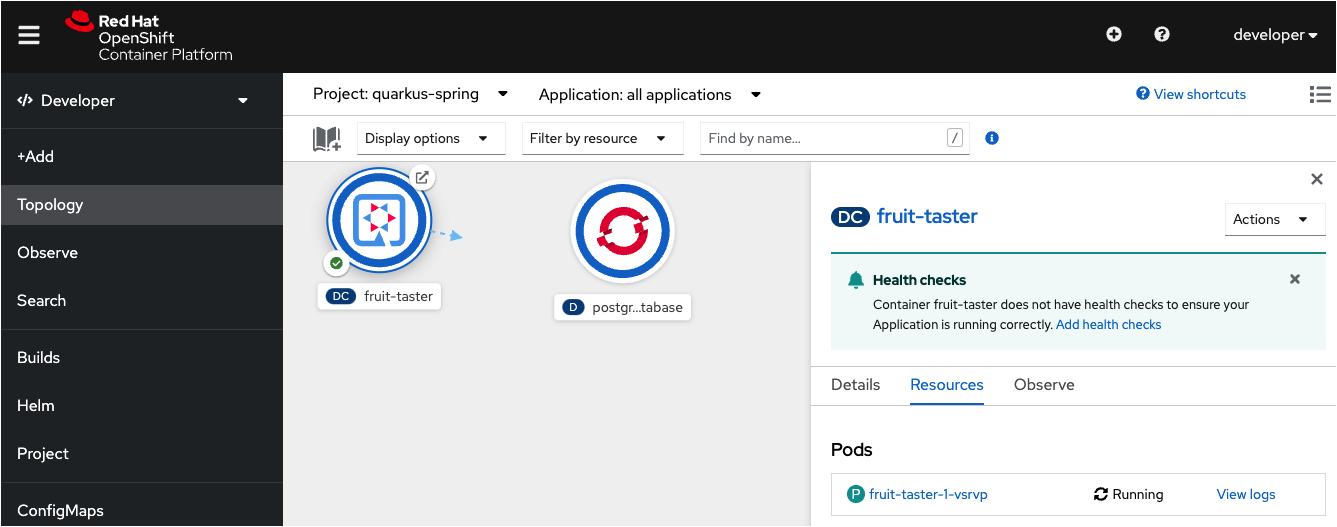 Red Hat
OpenShift
Container Platform
developer
Developer
+Add
Topology
Observe
Search
Builds
Helm
Project
ConfigMaps
Project: quarkus-spring
Application: all applications
View shortcuts
Display options
Filter by resource
Find by name...
/
DC fruit-taster
D postgr...tabase
DC fruit-taster
Actions
Health checks
Container fruit-taster does not have health checks to ensure your
Application is running correctly. Add health checks
Details Resources Observe
Pods
P fruit-taster-1-vsrvp Running View logs